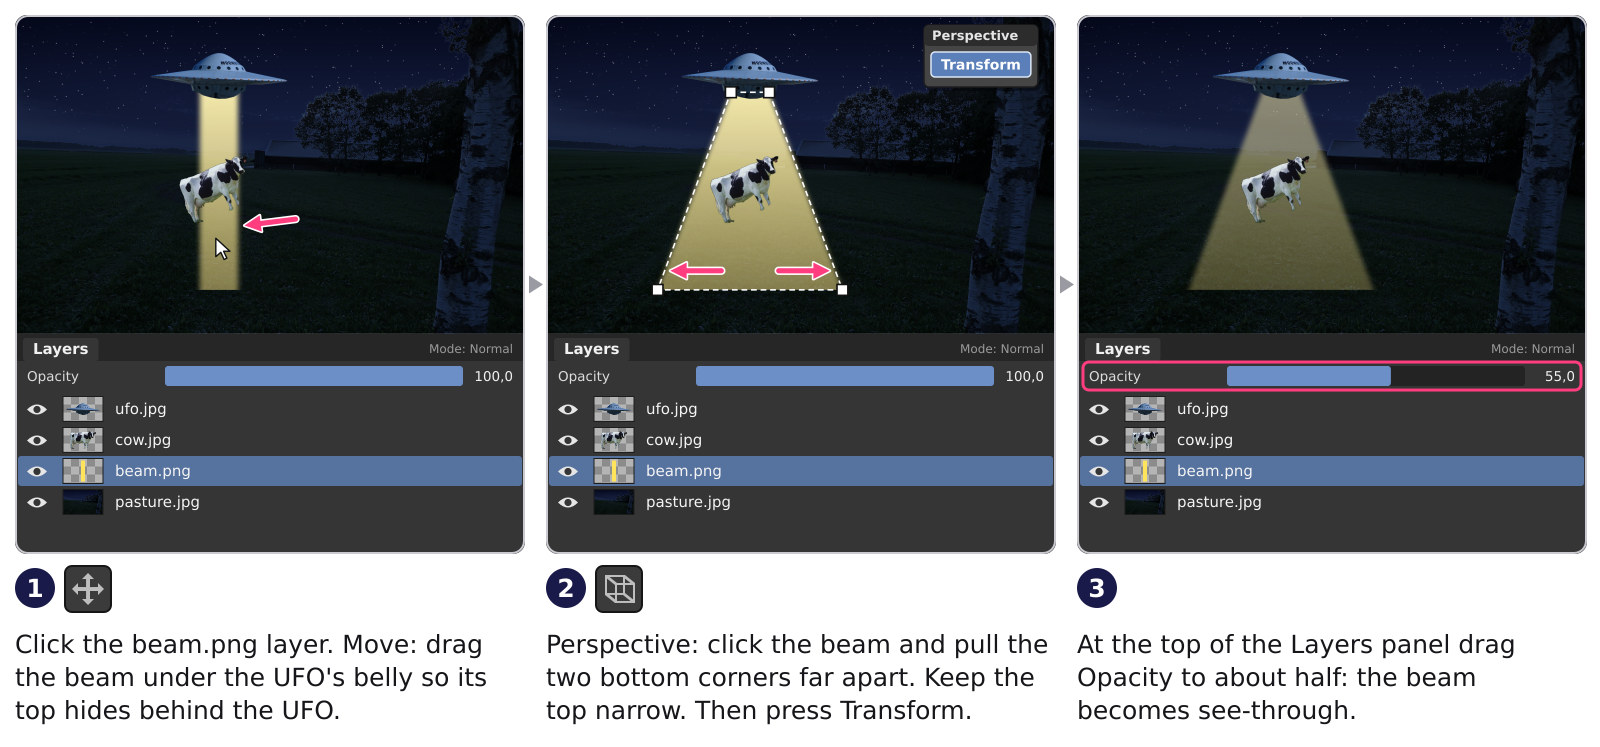 Layers
Mode: Normal
Opacity
100,0
ufo.jpg
cow.jpg
beam.png
pasture.jpg
1
Click the beam.png layer. Move: drag
the beam under the UFO's belly so its
top hides behind the UFO.
Perspective
Transform
Layers
Mode: Normal
Opacity
100,0
ufo.jpg
cow.jpg
beam.png
pasture.jpg
2
Perspective: click the beam and pull the
two bottom corners far apart. Keep the
top narrow. Then press Transform.
Layers
Mode: Normal
Opacity
55,0
ufo.jpg
cow.jpg
beam.png
pasture.jpg
3
At the top of the Layers panel drag
Opacity to about half: the beam
becomes see-through.